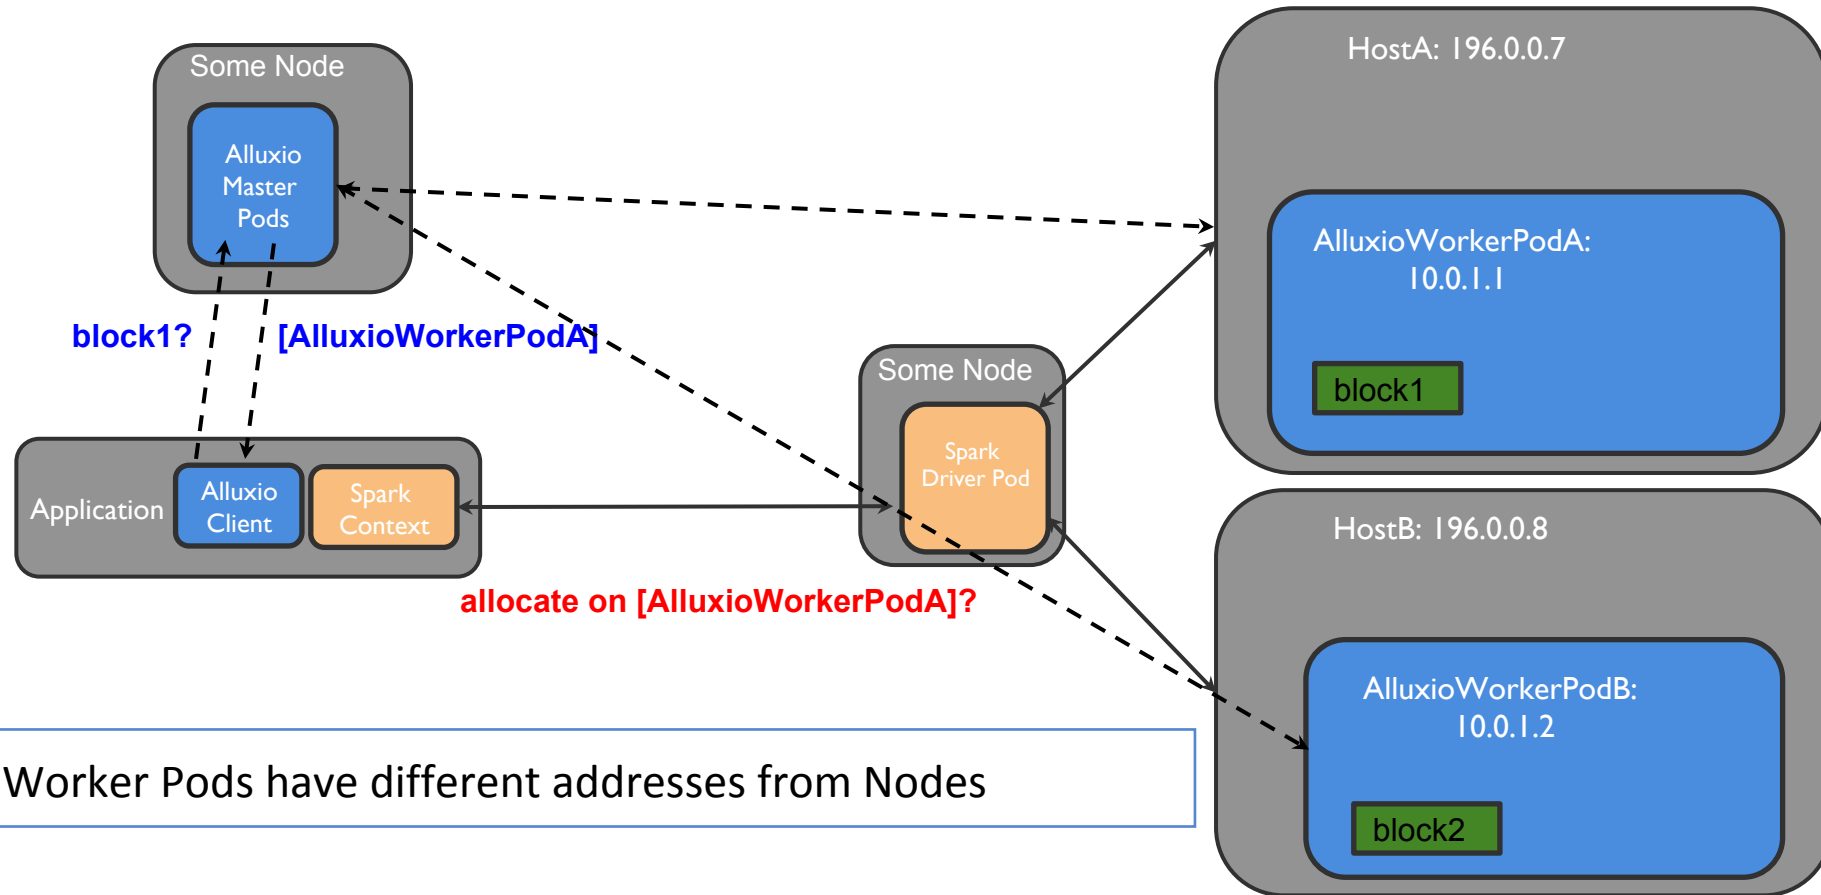 Some Node
Alluxio
Master
Pods
block1?
[AlluxioWorkerPodA]
Application
Alluxio
Client
Spark
Context
Some Node
Spark
Driver Pod
allocate on [AlluxioWorkerPodA]?
HostA: 196.0.0.7
AlluxioWorkerPodA:
10.0.1.1
block1
HostB: 196.0.0.8
AlluxioWorkerPodB:
10.0.1.2
block2
Worker Pods have different addresses from Nodes